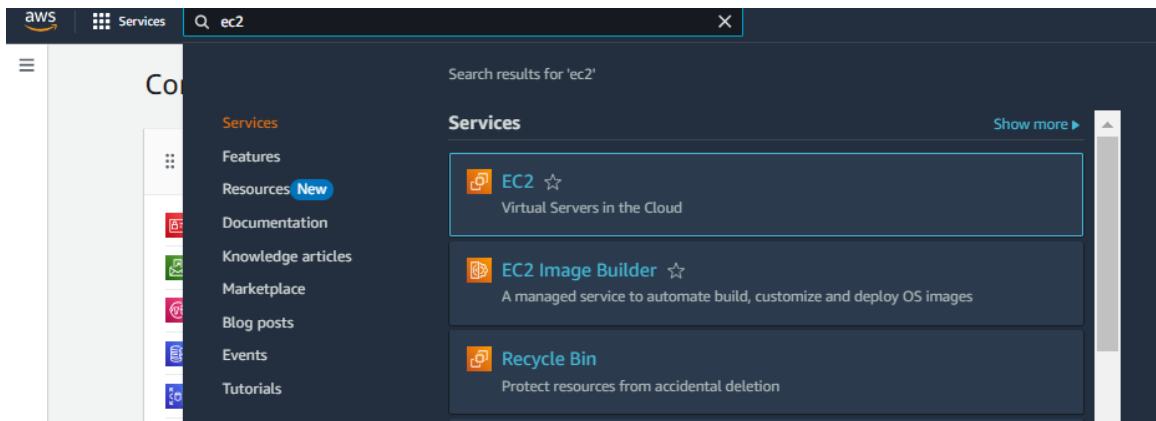 aws
Services
ec2
Search results for 'ec2'
Services
Features
Resources New
Documentation
Knowledge articles
Marketplace
Blog posts
Events
Tutorials
Services
Show more
EC2
Virtual Servers in the Cloud
EC2 Image Builder
A managed service to automate build, customize and deploy OS images
Recycle Bin
Protect resources from accidental deletion